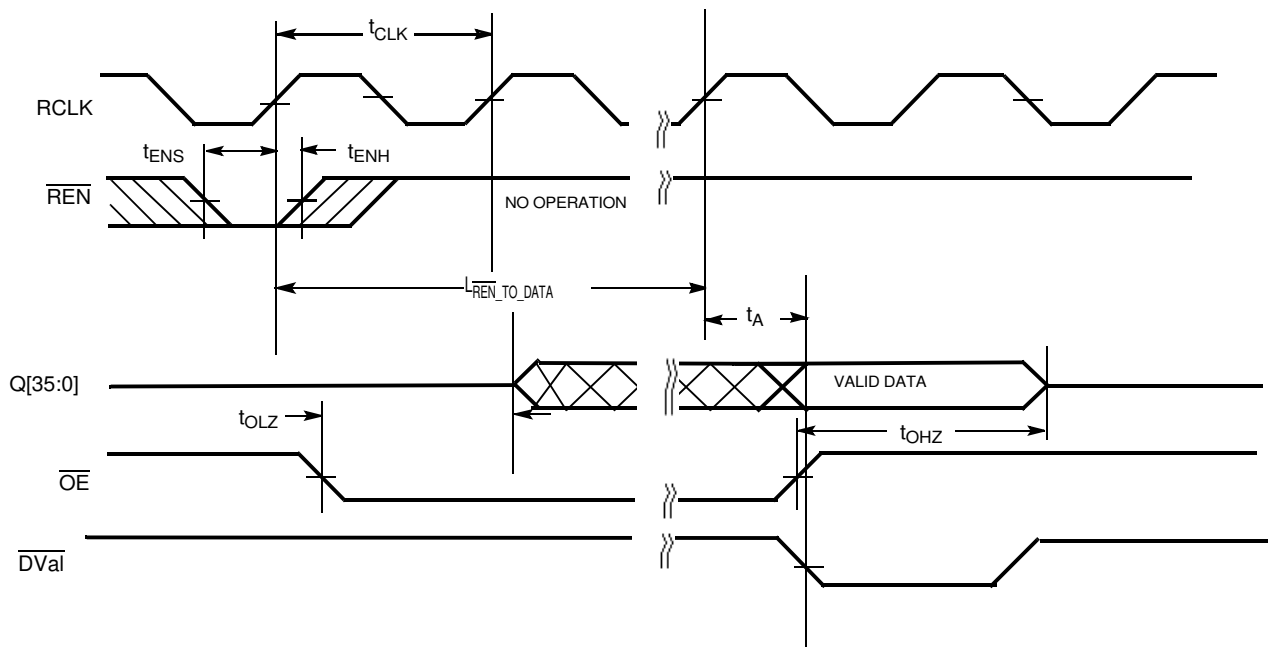 tCLK
RCLK
tENS
tENH
REN
NO OPERATION
LREN_TO_DATA
tA
Q[35:0]
VALID DATA
tOLZ
tOHZ
OE
DVal